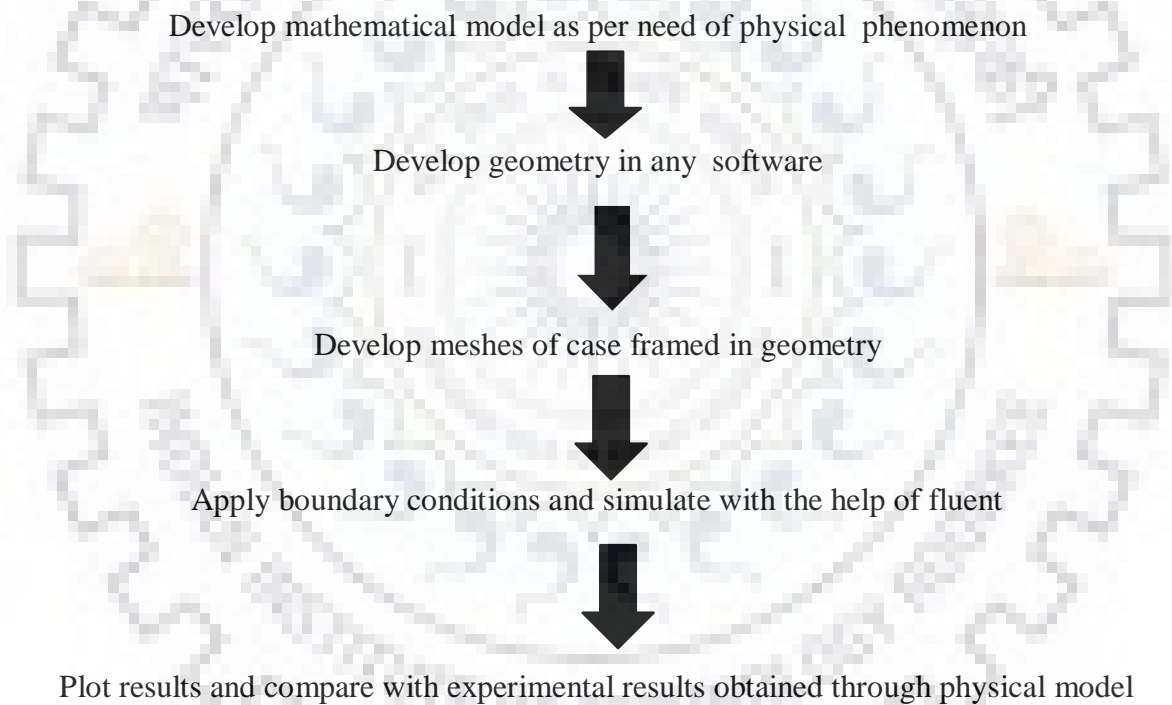 Develop mathematical model as per need of physical phenomenon
Develop geometry in any software
Develop meshes of case framed in geometry
Apply boundary conditions and simulate with the help of fluent
Plot results and compare with experimental results obtained through physical model